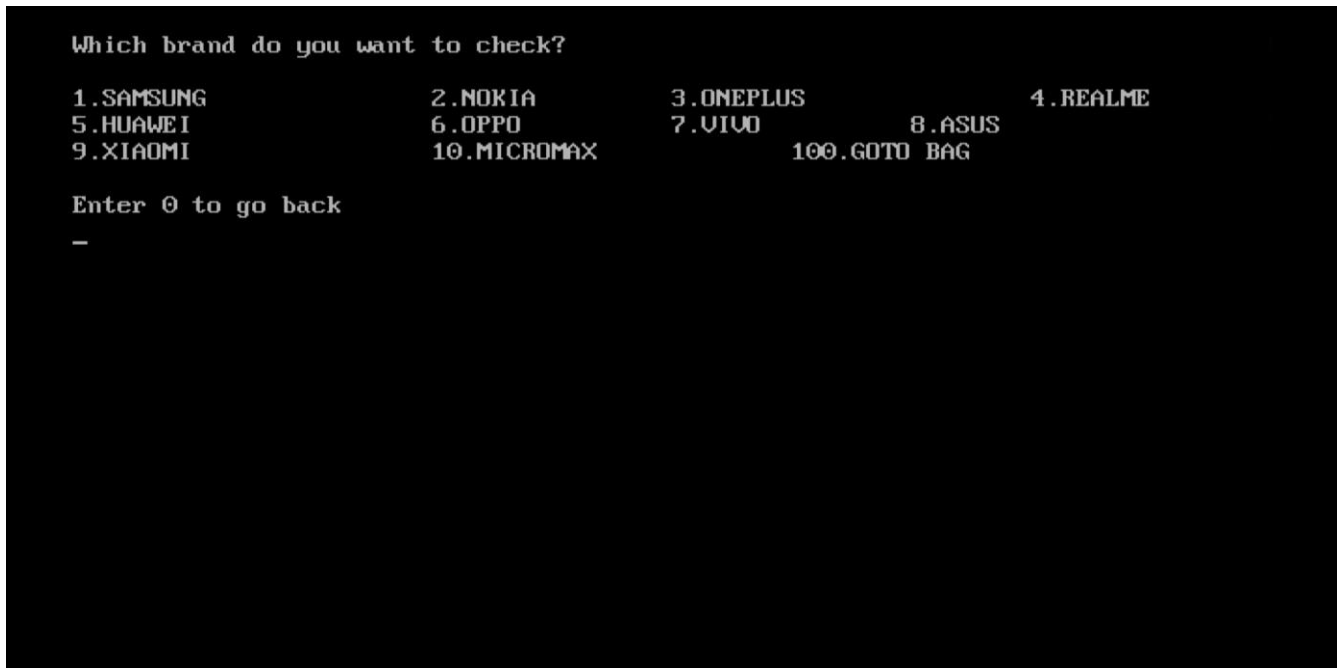 Which brand do you want to check?
1.SAMSUNG 2.NOKIA 3.ONEPLUS 4.REALME
5.HUAWEI 6.OPPO 7.VIVO 8.ASUS
9.XIAOMI 10.MICROMAX 100.GOTO BAG
Enter 0 to go back